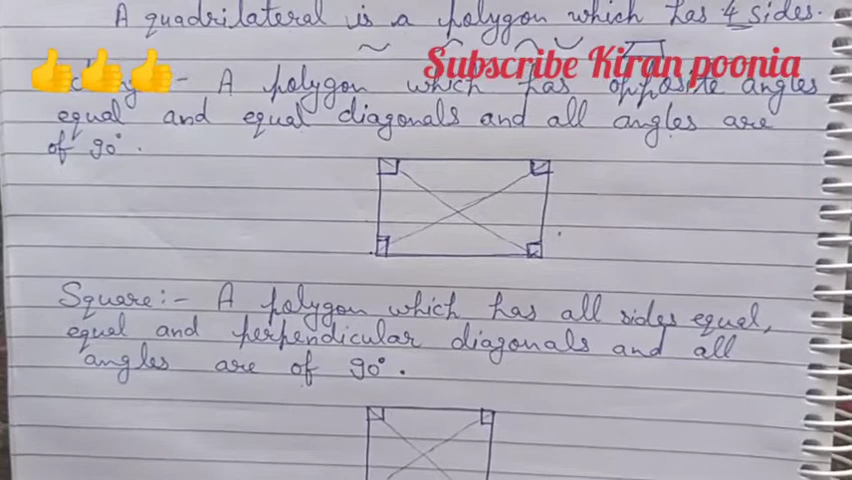 A quadrilateral is a polygon which has 4 sides.
Subscribe Kiran poonia
:- A polygon which has opposite angles
equal and equal diagonals and all angles are
of 90°.
Square:- A polygon which has all sides equal,
equal and perpendicular diagonals and all
angles are of 90°.